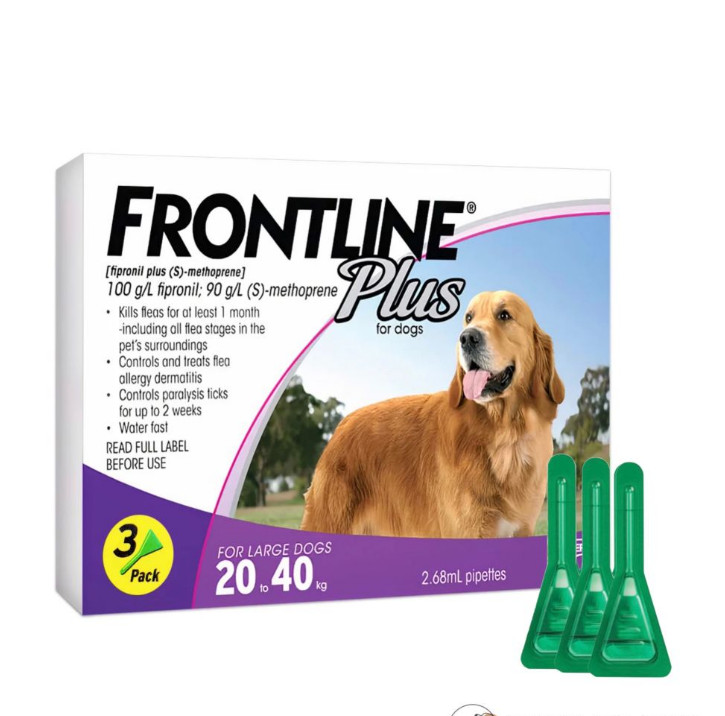 FRONTLINE®
Plus
for dogs
[fipronil plus (S)-methoprene]
100 g/L fipronil; 90 g/L (S)-methoprene
• Kills fleas for at least 1 month
-including all flea stages in the
pet's surroundings
• Controls and treats flea
allergy dermatitis
• Controls paralysis ticks
for up to 2 weeks
• Water fast
READ FULL LABEL
BEFORE USE
3
Pack
FOR LARGE DOGS
20 to 40 kg
2.68mL pipettes